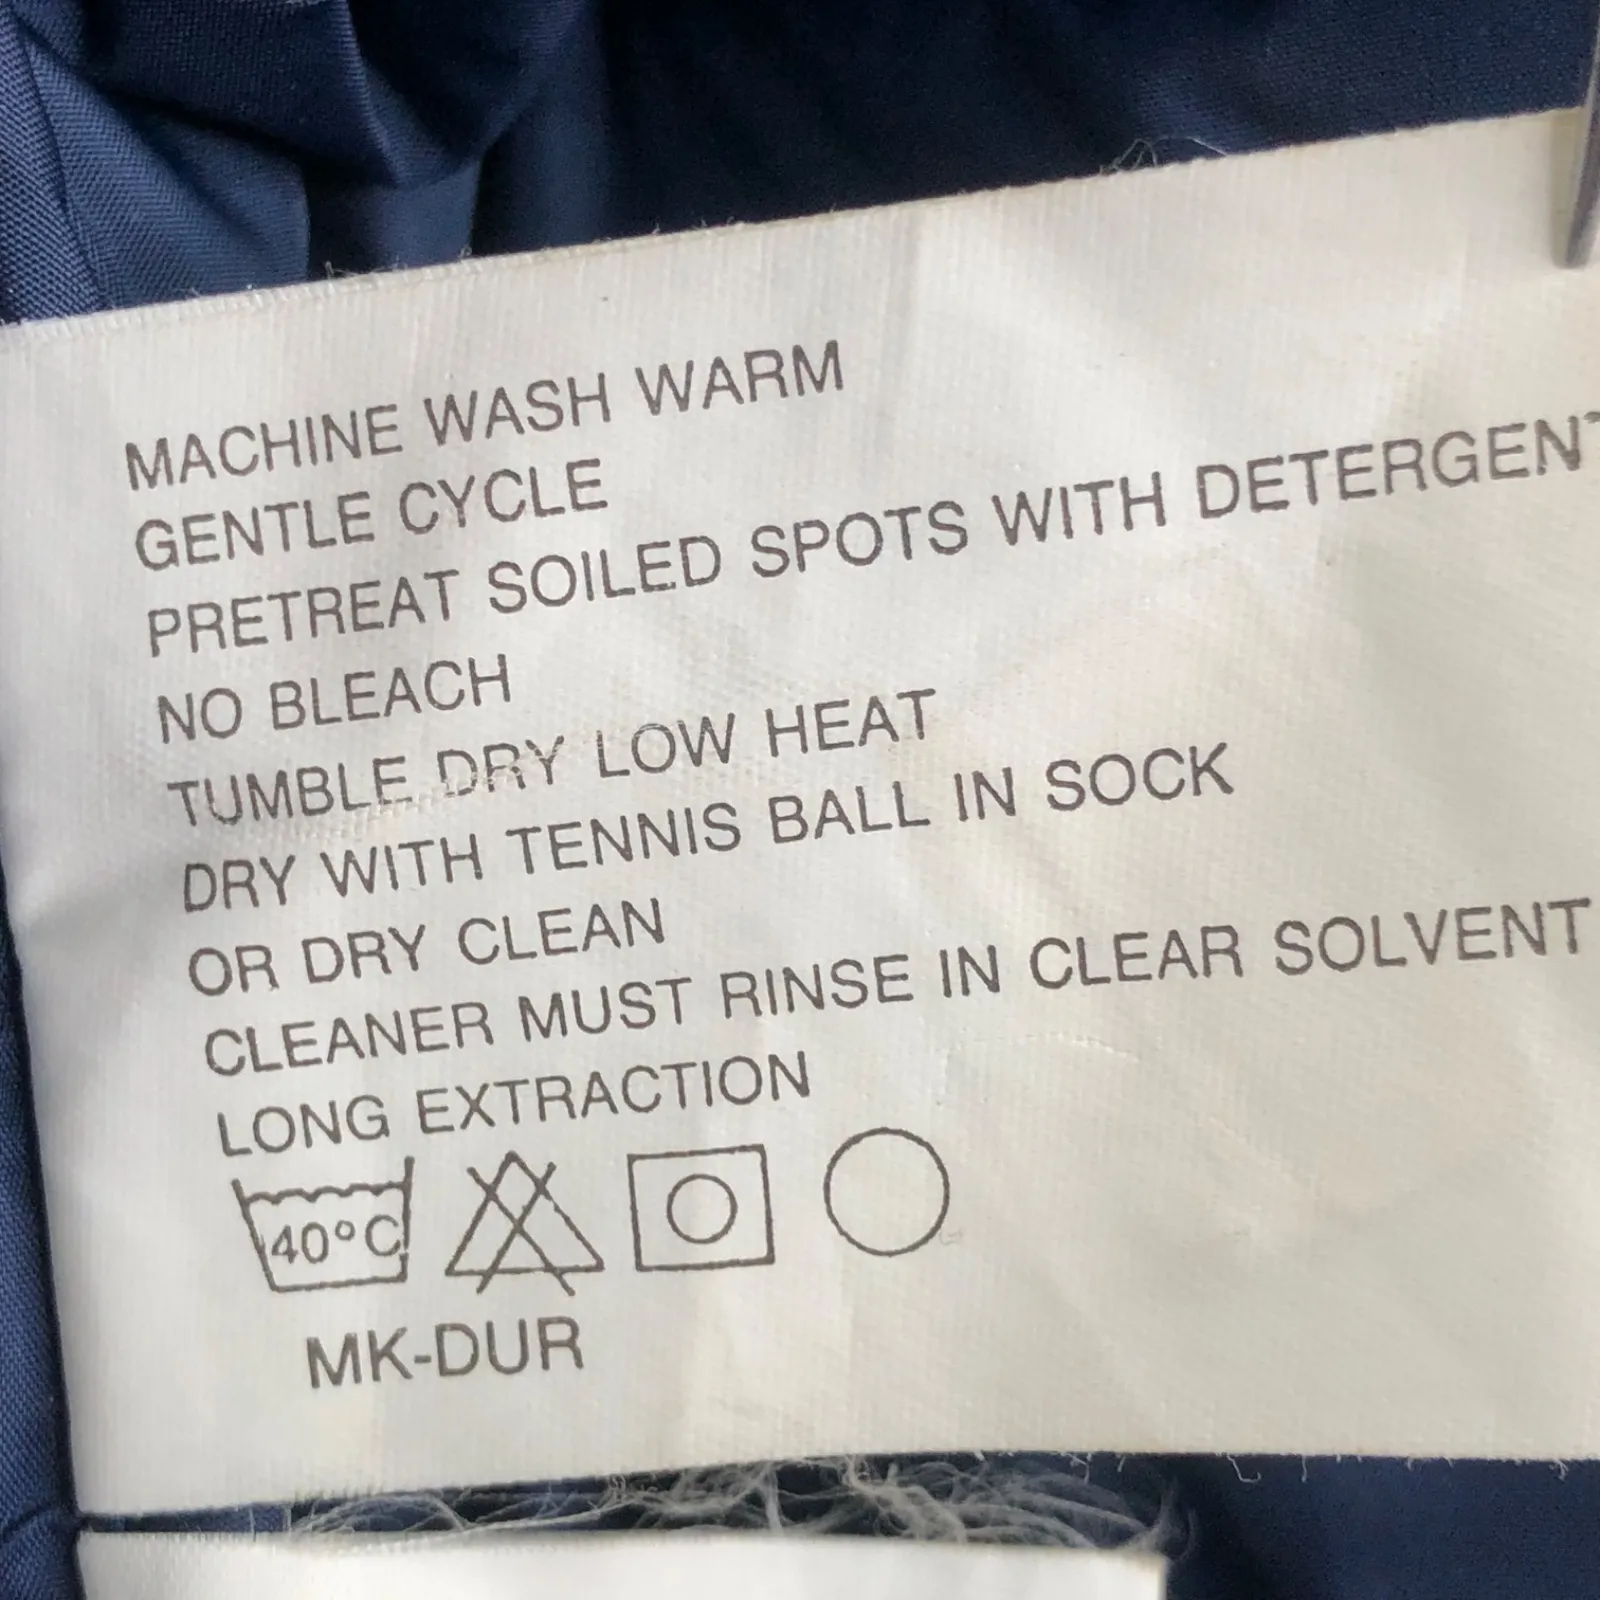 MACHINE WASH WARM
GENTLE CYCLE
PRETREAT SOILED SPOTS WITH DETERGENT
NO BLEACH
TUMBLE DRY LOW HEAT
DRY WITH TENNIS BALL IN SOCK
OR DRY CLEAN
CLEANER MUST RINSE IN CLEAR SOLVENT
LONG EXTRACTION
40°C
MK-DUR